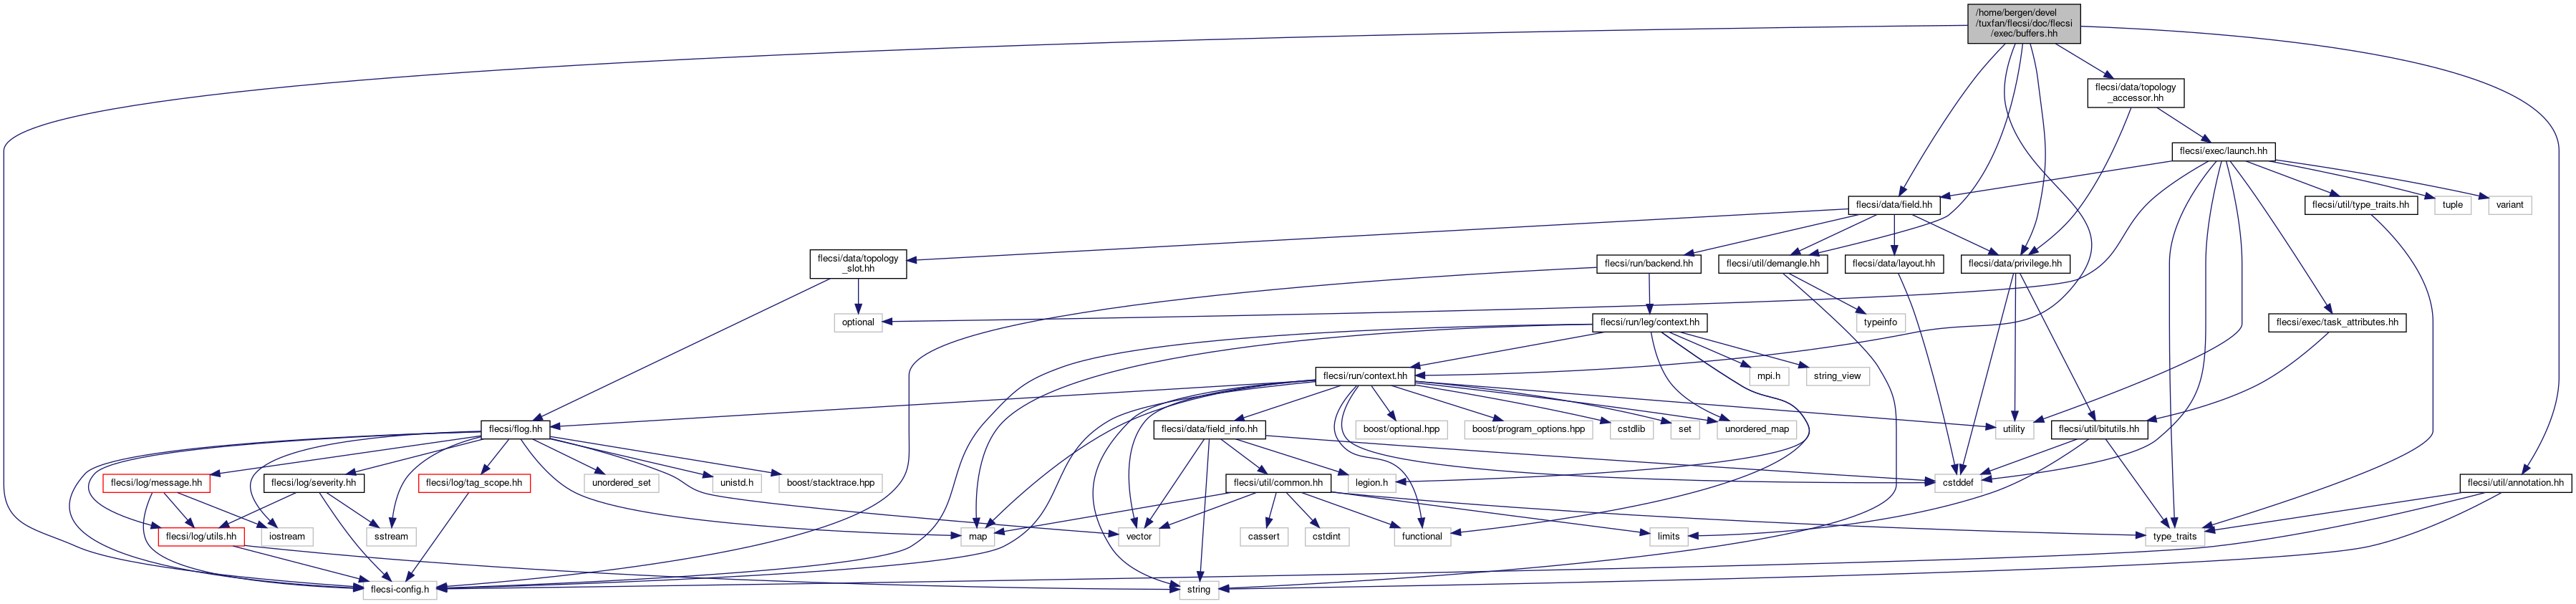 /home/bergen/devel
/tuxfan/flecsi/doc/flecsi
/exec/buffers.hh
flecsi/data/topology
_accessor.hh
flecsi/exec/launch.hh
flecsi/data/field.hh
flecsi/util/type_traits.hh
tuple
variant
flecsi/data/topology
_slot.hh
flecsi/run/backend.hh
flecsi/util/demangle.hh
flecsi/data/layout.hh
flecsi/data/privilege.hh
optional
flecsi/run/leg/context.hh
typeinfo
flecsi/exec/task_attributes.hh
flecsi/run/context.hh
mpi.h
string_view
flecsi/flog.hh
flecsi/data/field_info.hh
boost/optional.hpp
boost/program_options.hpp
cstdlib
set
unordered_map
utility
flecsi/util/bitutils.hh
flecsi/log/message.hh
flecsi/log/severity.hh
flecsi/log/tag_scope.hh
unordered_set
unistd.h
boost/stacktrace.hpp
flecsi/util/common.hh
legion.h
cstddef
flecsi/util/annotation.hh
flecsi/log/utils.hh
iostream
sstream
map
vector
cassert
cstdint
functional
limits
type_traits
flecsi-config.h
string